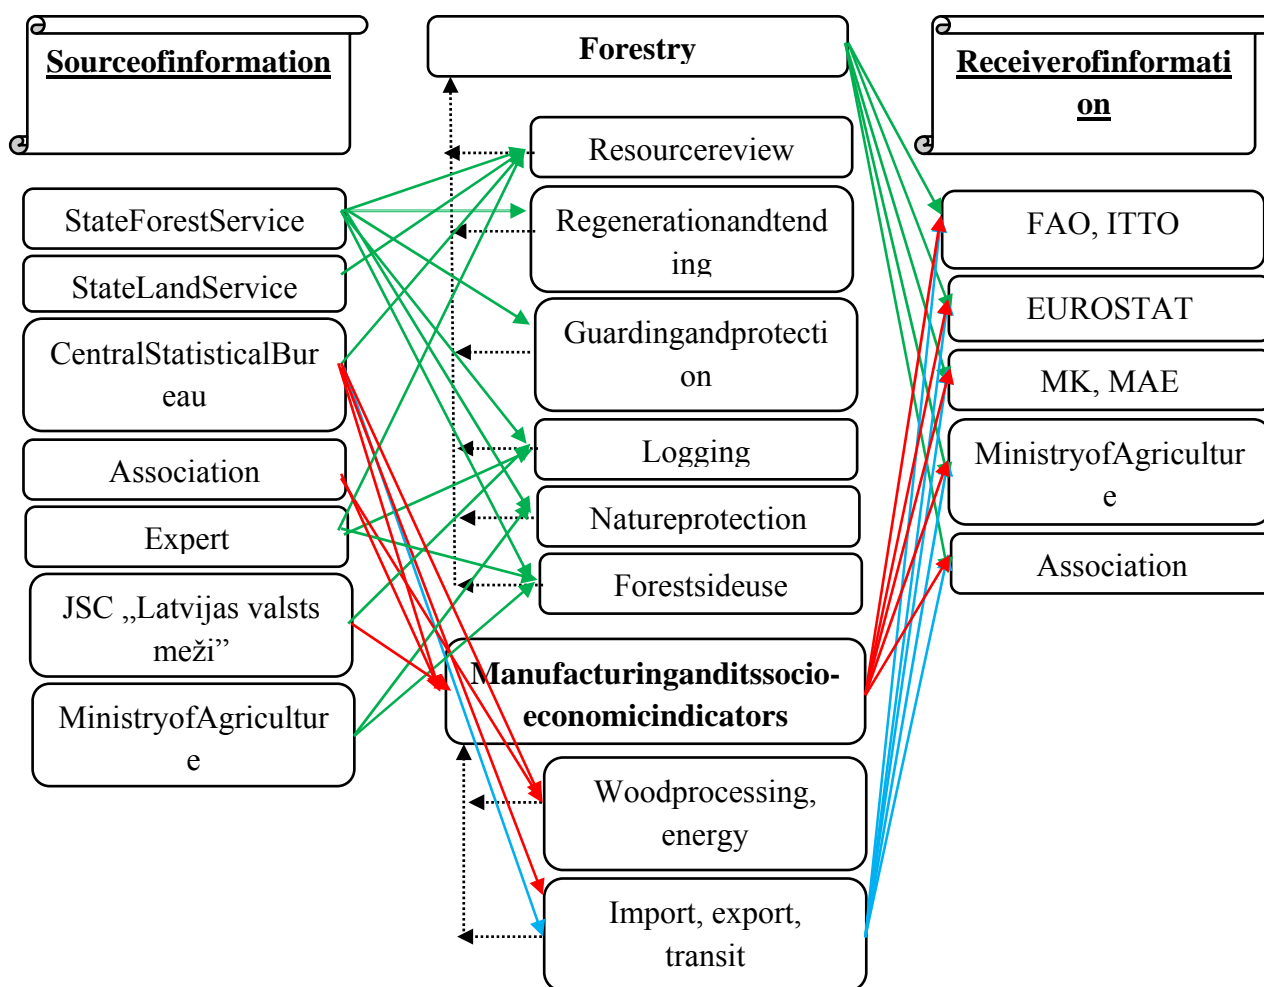 Sourceofinformation
StateForestService
StateLandService
CentralStatisticalBur
eau
Association
Expert
JSC „Latvijas valsts
meži”
MinistryofAgricultur
e
Forestry
Resourcereview
Regenerationandtend
ing
Guardingandprotecti
on
Logging
Natureprotection
Forestsideuse
Manufacturinganditssocio-
economicindicators
Woodprocessing,
energy
Import, export,
transit
Receiverofinformati
on
FAO, ITTO
EUROSTAT
MK, MAE
MinistryofAgricultur
e
Association